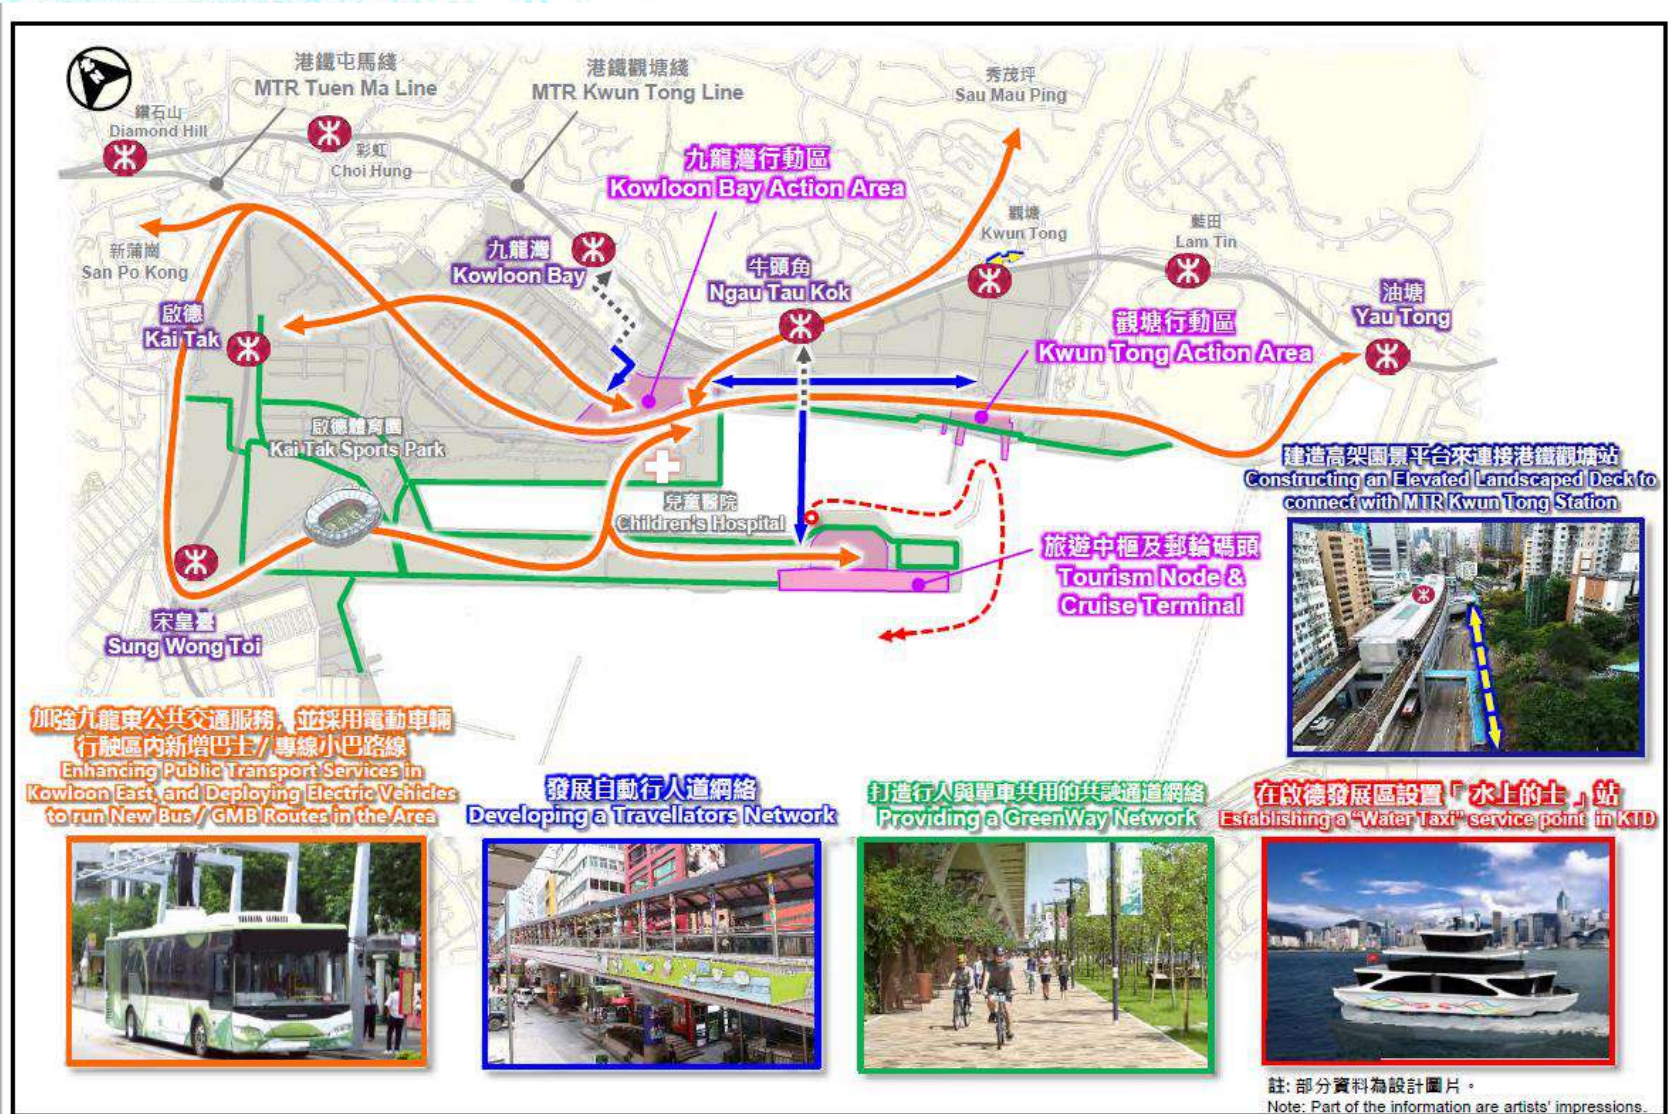 港鐵屯馬綫
MTR Tuen Ma Line
港鐵觀塘綫
MTR Kwun Tong Line
秀茂坪
Sau Mau Ping
鑽石山
Diamond Hill
彩虹
Choi Hung
九龍灣行動區
Kowloon Bay Action Area
觀塘
Kwun Tong
藍田
Lam Tin
新蒲崗
San Po Kong
九龍灣
Kowloon Bay
牛頭角
Ngau Tau Kok
油塘
Yau Tong
啟德
Kai Tak
觀塘行動區
Kwun Tong Action Area
啟德體育園
Kai Tak Sports Park
兒童醫院
Children's Hospital
建造高架園景平台來連接港鐵觀塘站
Constructing an Elevated Landscaped Deck to
connect with MTR Kwun Tong Station
旅遊中樞及郵輪碼頭
Tourism Node &
Cruise Terminal
宋皇臺
Sung Wong Toi
加強九龍東公共交通服務，並採用電動車輛
行駛區內新增巴士 / 專線小巴路線
Enhancing Public Transport Services in
Kowloon East, and Deploying Electric Vehicles
to run New Bus / GMB Routes in the Area
發展自動行人道網絡
Developing a Travellators Network
打造行人與單車共用的共融通道網絡
Providing a GreenWay Network
在啟德發展區設置「 水上的士 」站
Establishing a "Water Taxi" service point in KTD
註: 部分資料為設計圖片。
Note: Part of the information are artists' impressions.